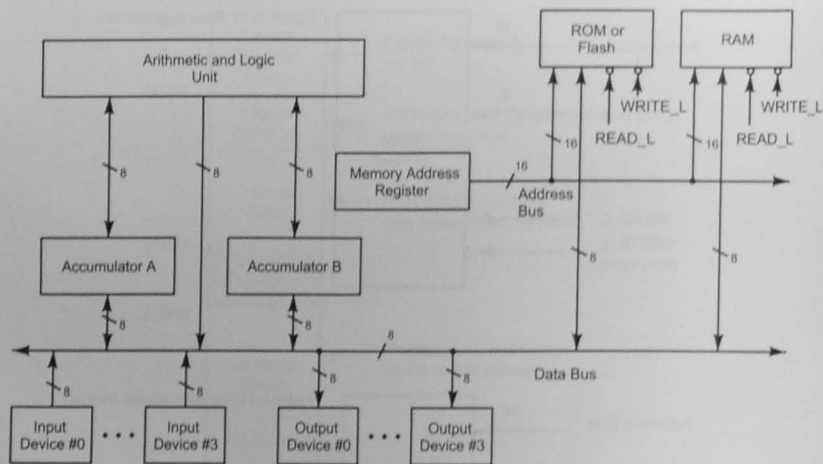 ROM or
Flash
RAM
Arithmetic and Logic
Unit
WRITE_L
WRITE_L
READ_L
READ_L
8
8
8
16
16
Memory Address
Register
16
Address
Bus
Accumulator A
Accumulator B
8
8
8
8
8
Data Bus
8
8
8
8
Input
Device #0
• • •
Input
Device #3
Output
Device #0
• • •
Output
Device #3